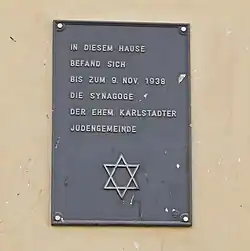 IN DIESEM HAUSE
BEFAND SICH
BIS ZUM 9. NOV. 1938
DIE SYNAGOGE
DER EHEM. KARLSTADTER
JUDENGEMEINDE